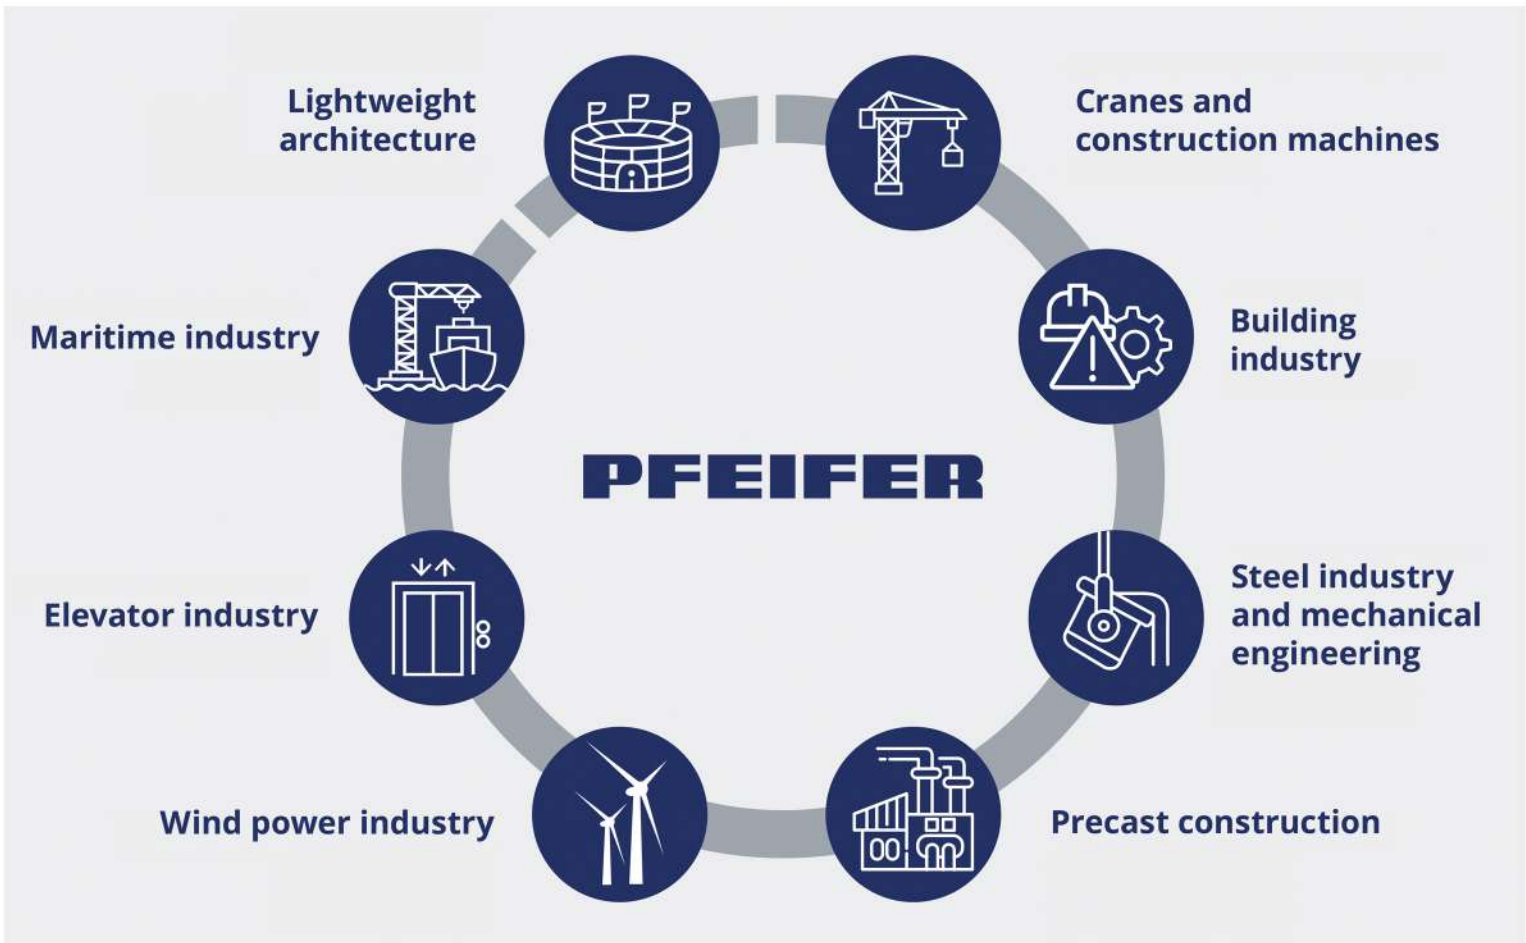 Lightweight
architecture
Cranes and
construction machines
Maritime industry
Building
industry
PFEIFER
Elevator industry
Steel industry
and mechanical
engineering
Wind power industry
Precast construction